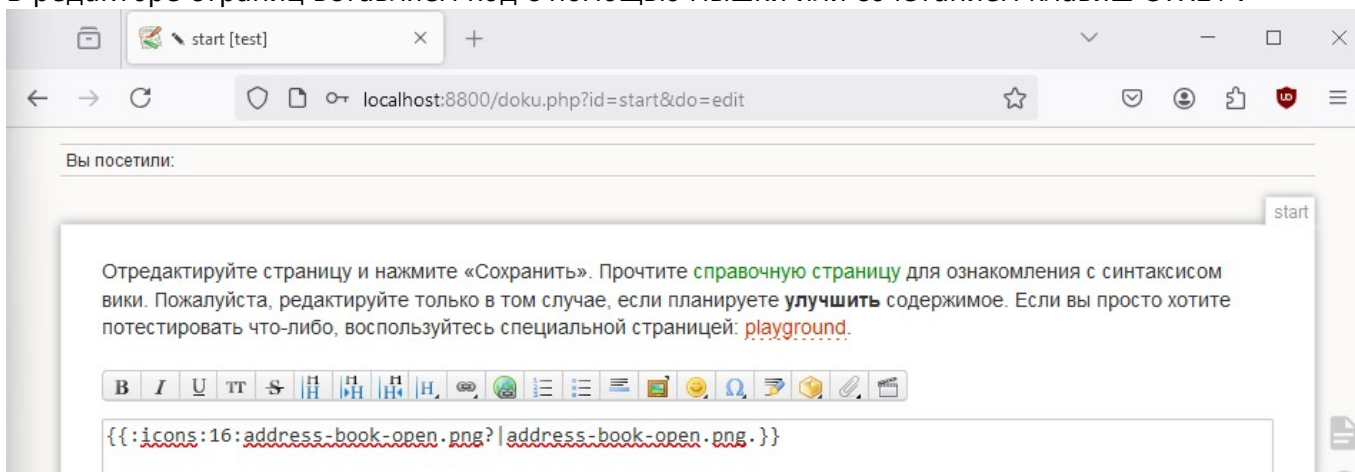 start [test]
localhost:8800/doku.php?id=start&do=edit
Вы посетили:
start
Отредактируйте страницу и нажмите «Сохранить». Прочтите справочную страницу для ознакомления с синтаксисом
вики. Пожалуйста, редактируйте только в том случае, если планируете улучшить содержимое. Если вы просто хотите
потестировать что-либо, воспользуйтесь специальной страницей: playground.
B I U TT S H H H H Ω
{{:icons:16:address-book-open.png?|address-book-open.png.}}